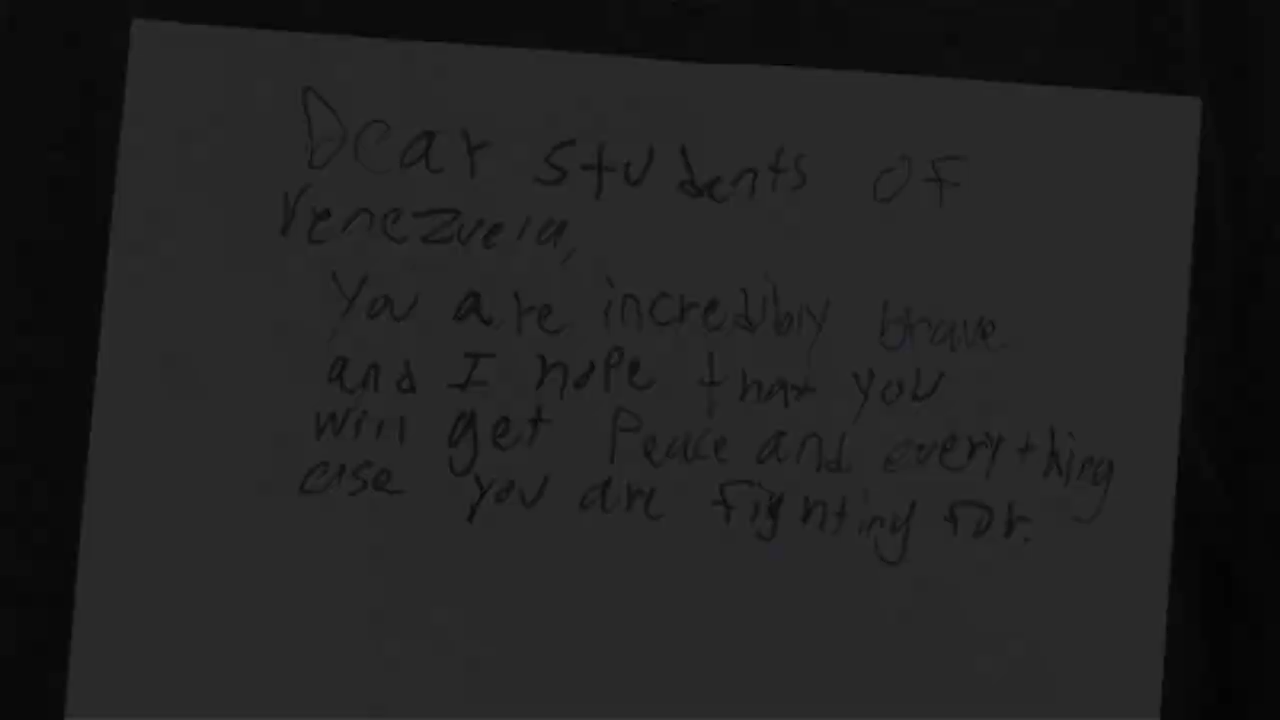 Dear students of
Venezuela,
You are incredibly brave
and I hope that you
will get Peace and everything
else you are fighting for.